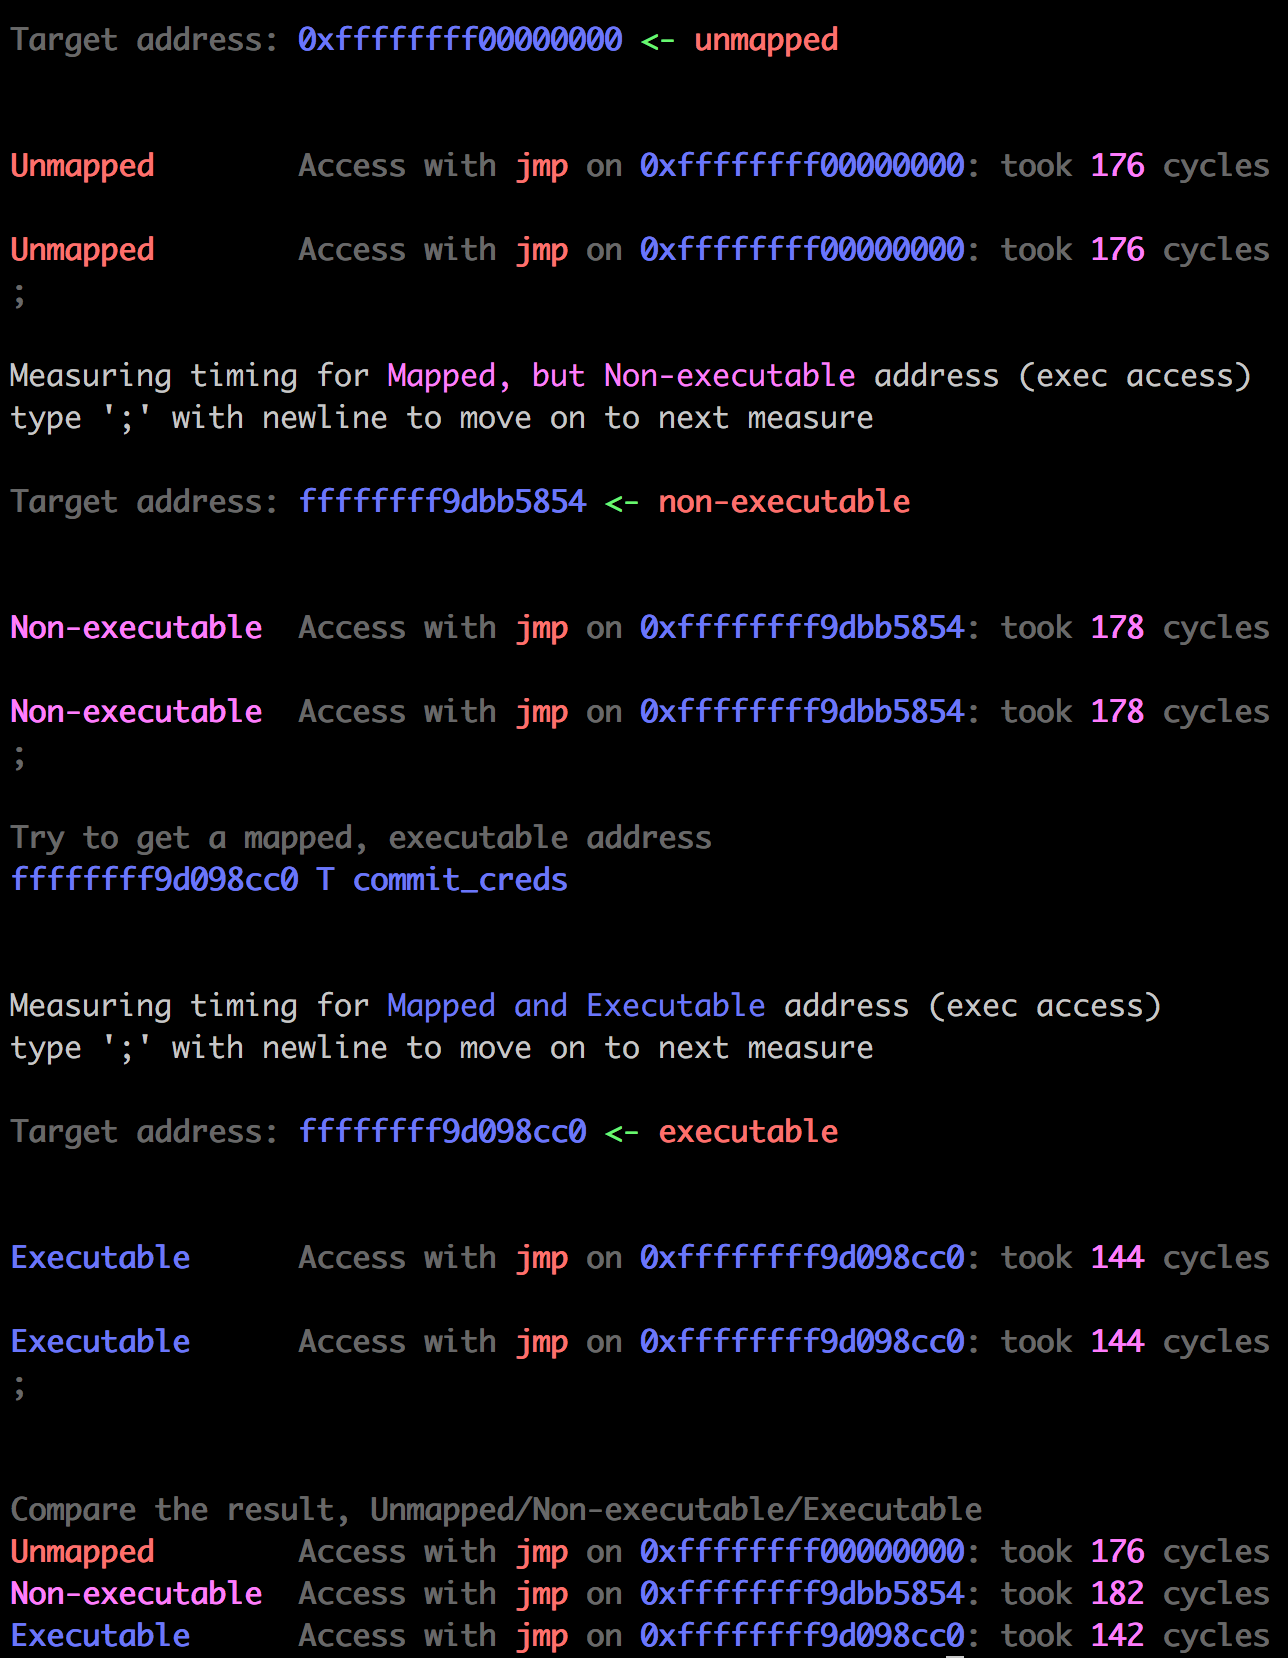 Target address: 0xffffffff00000000 <- unmapped
Unmapped Access with jmp on 0xffffffff00000000: took 176 cycles
Unmapped Access with jmp on 0xffffffff00000000: took 176 cycles
;
Measuring timing for Mapped, but Non-executable address (exec access)
type ';' with newline to move on to next measure
Target address: ffffffff9dbb5854 <- non-executable
Non-executable Access with jmp on 0xffffffff9dbb5854: took 178 cycles
Non-executable Access with jmp on 0xffffffff9dbb5854: took 178 cycles
;
Try to get a mapped, executable address
ffffffff9d098cc0 T commit_creds
Measuring timing for Mapped and Executable address (exec access)
type ';' with newline to move on to next measure
Target address: ffffffff9d098cc0 <- executable
Executable Access with jmp on 0xffffffff9d098cc0: took 144 cycles
Executable Access with jmp on 0xffffffff9d098cc0: took 144 cycles
;
Compare the result, Unmapped/Non-executable/Executable
Unmapped Access with jmp on 0xffffffff00000000: took 176 cycles
Non-executable Access with jmp on 0xffffffff9dbb5854: took 182 cycles
Executable Access with jmp on 0xffffffff9d098cc0: took 142 cycles